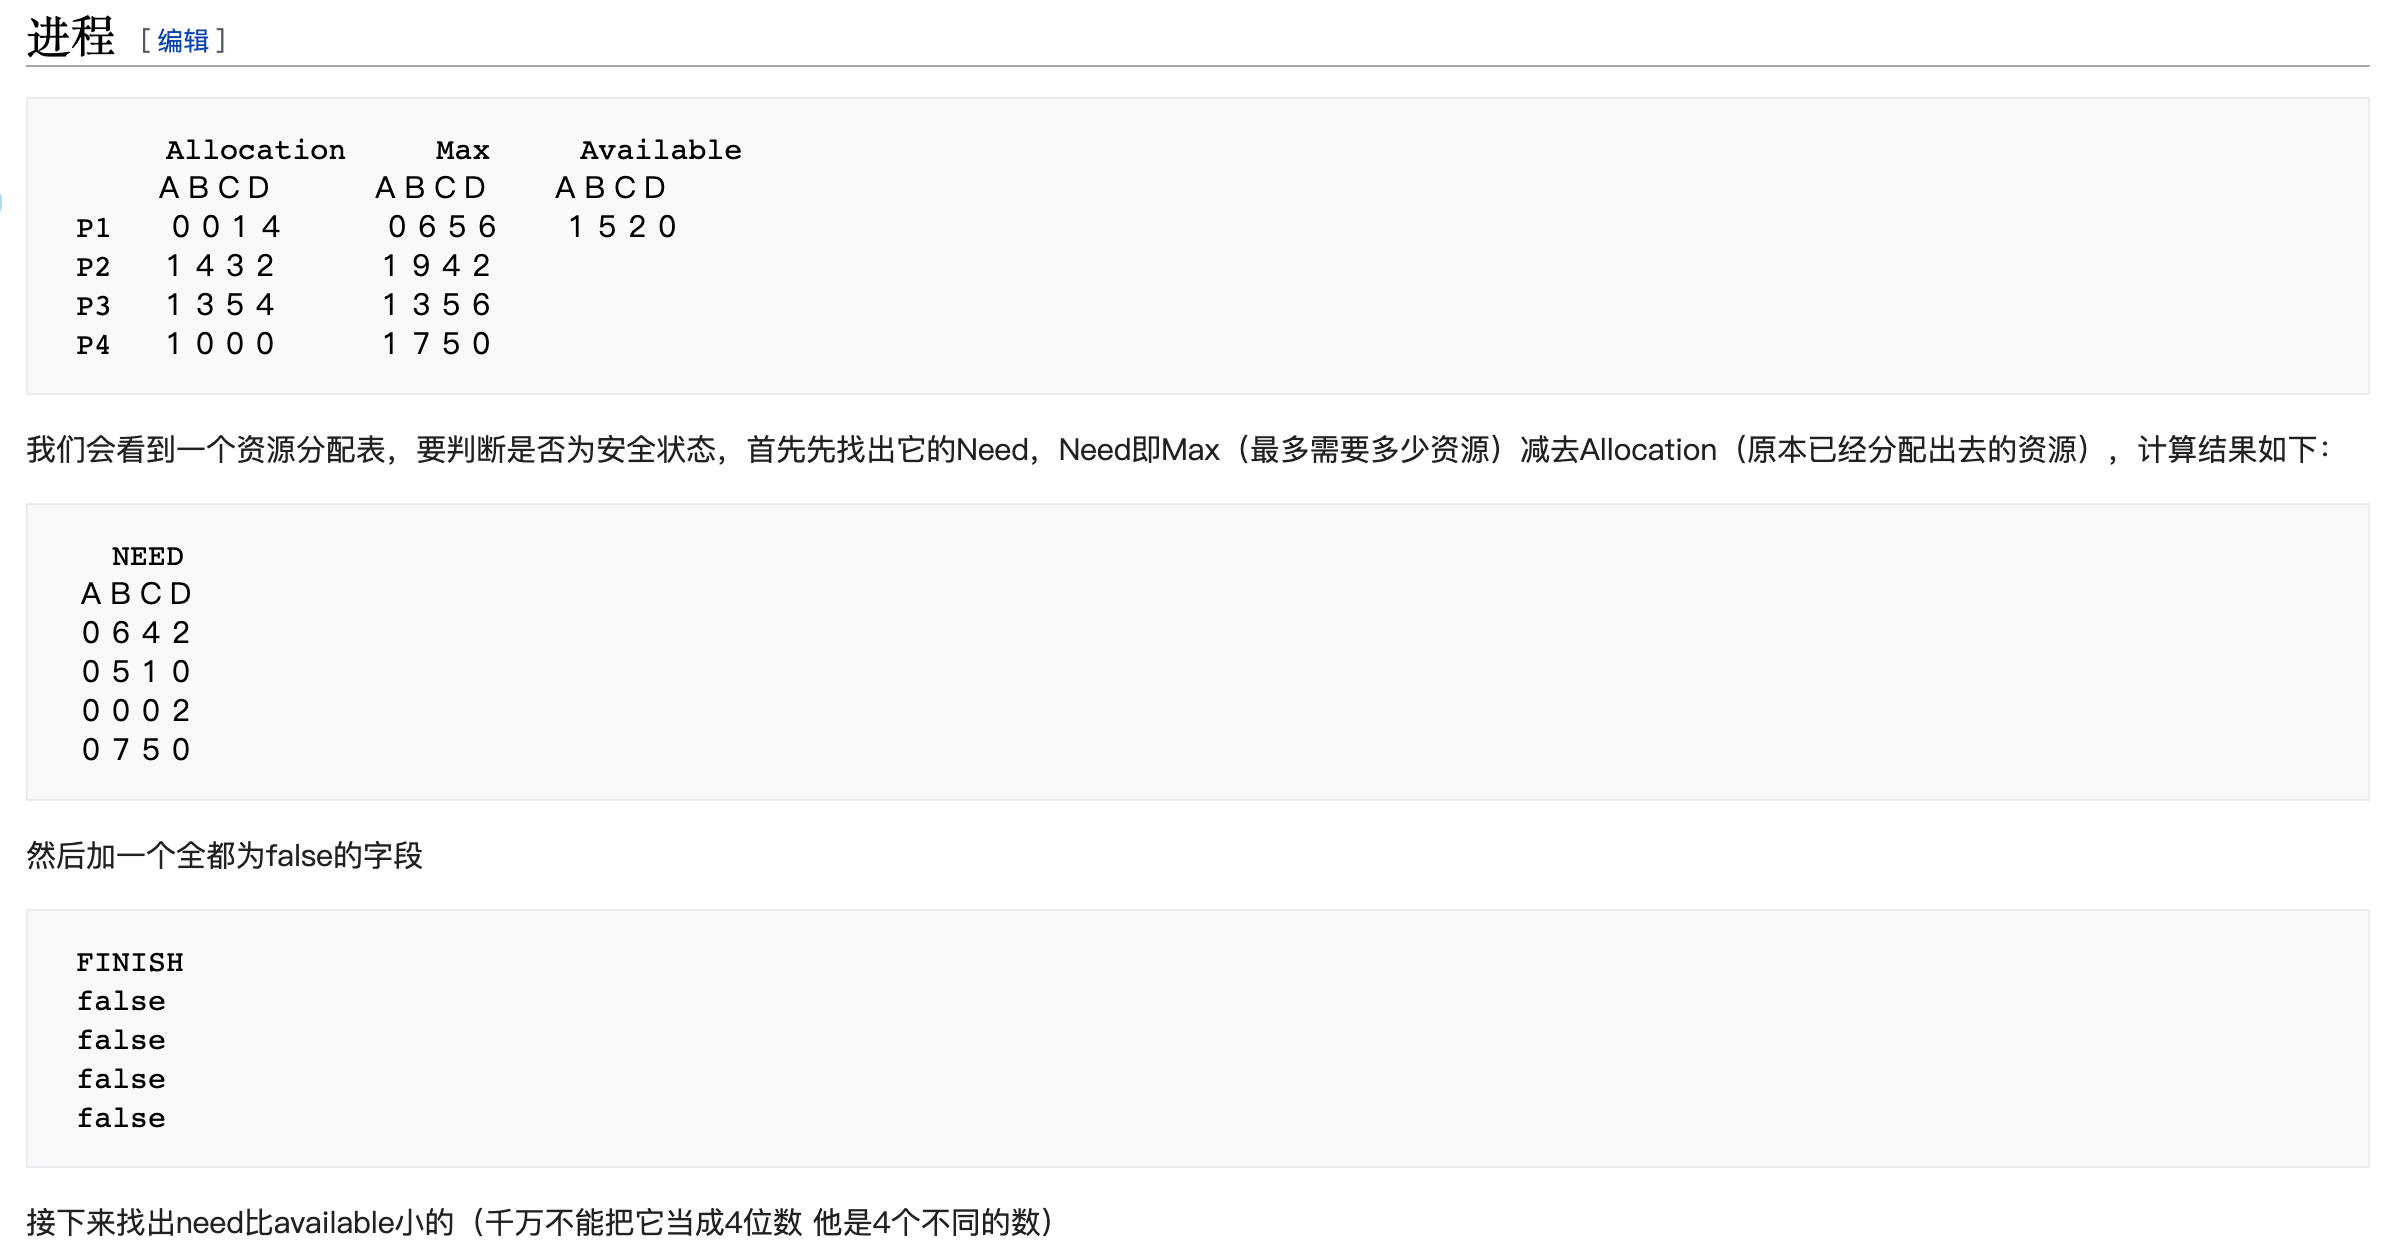 进程 [编辑]
Allocation Max Available
A B C D A B C D A B C D
P1 0 0 1 4 0 6 5 6 1 5 2 0
P2 1 4 3 2 1 9 4 2
P3 1 3 5 4 1 3 5 6
P4 1 0 0 0 1 7 5 0
我们会看到一个资源分配表，要判断是否为安全状态，首先先找出它的Need，Need即Max（最多需要多少资源）减去Allocation（原本已经分配出去的资源），计算结果如下：
NEED
A B C D
0 6 4 2
0 5 1 0
0 0 0 2
0 7 5 0
然后加一个全都为false的字段
FINISH
false
false
false
false
接下来找出need比available小的（千万不能把它当成4位数 他是4个不同的数）